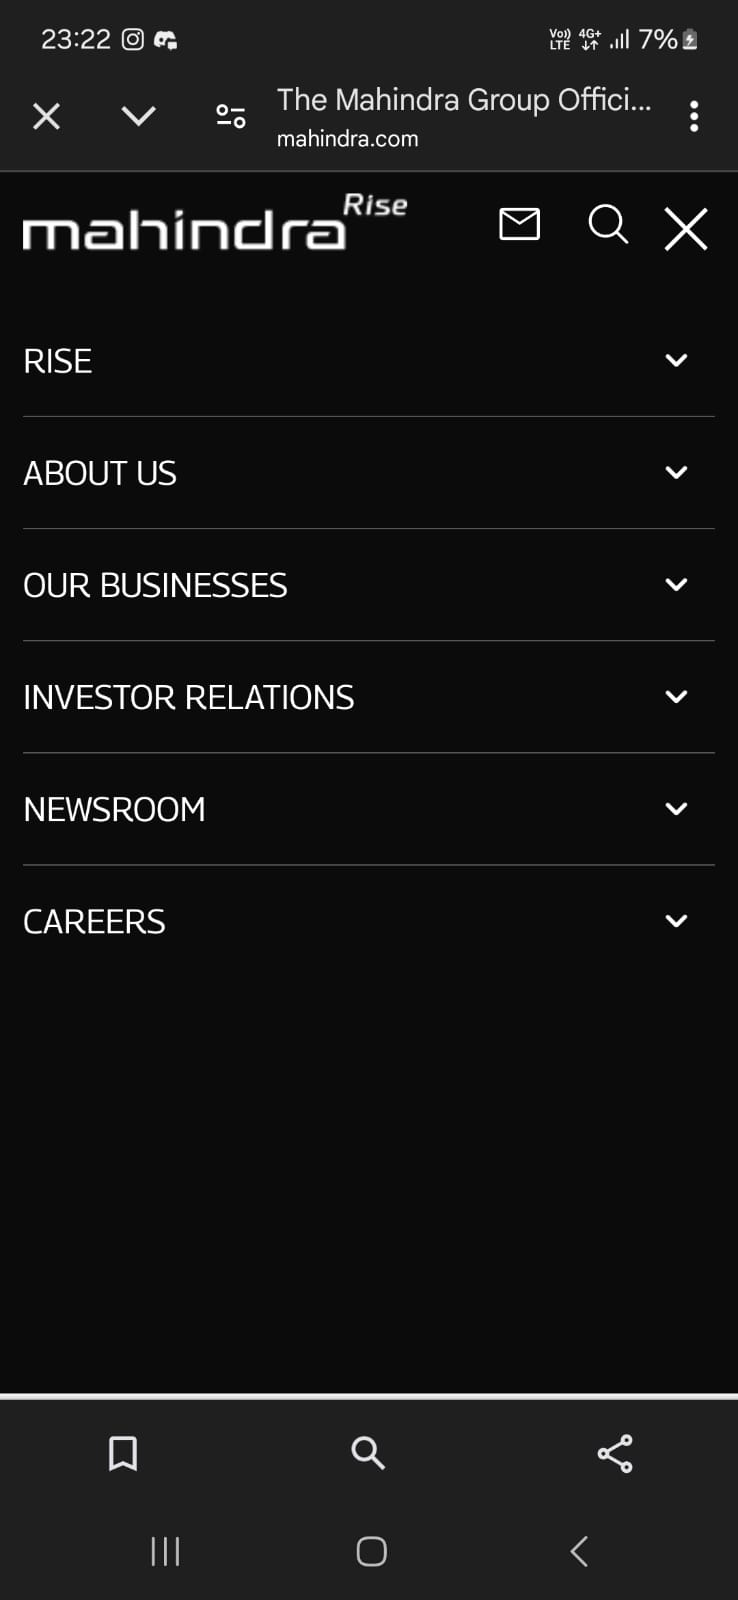 23:22 Vo)) LTE 4G+ 7%
The Mahindra Group Offici...
mahindra.com
mahindra Rise
RISE
ABOUT US
OUR BUSINESSES
INVESTOR RELATIONS
NEWSROOM
CAREERS